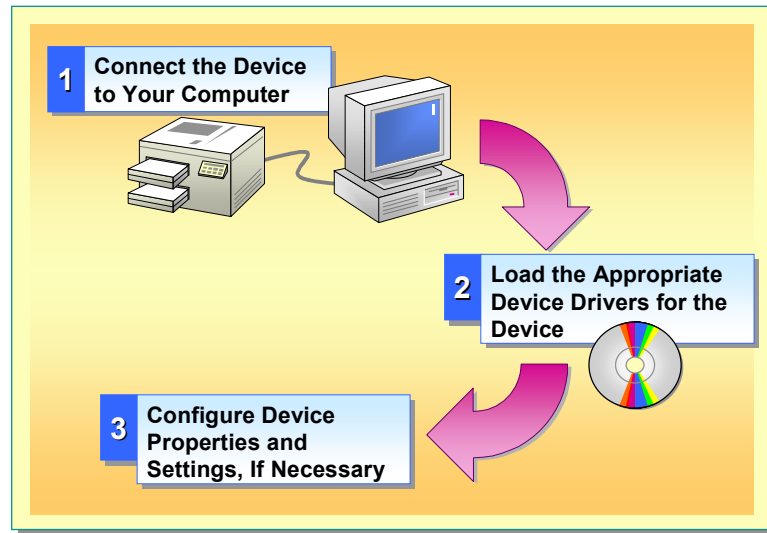 1
Connect the Device
to Your Computer
2
Load the Appropriate
Device Drivers for the
Device
3
Configure Device
Properties and
Settings, If Necessary